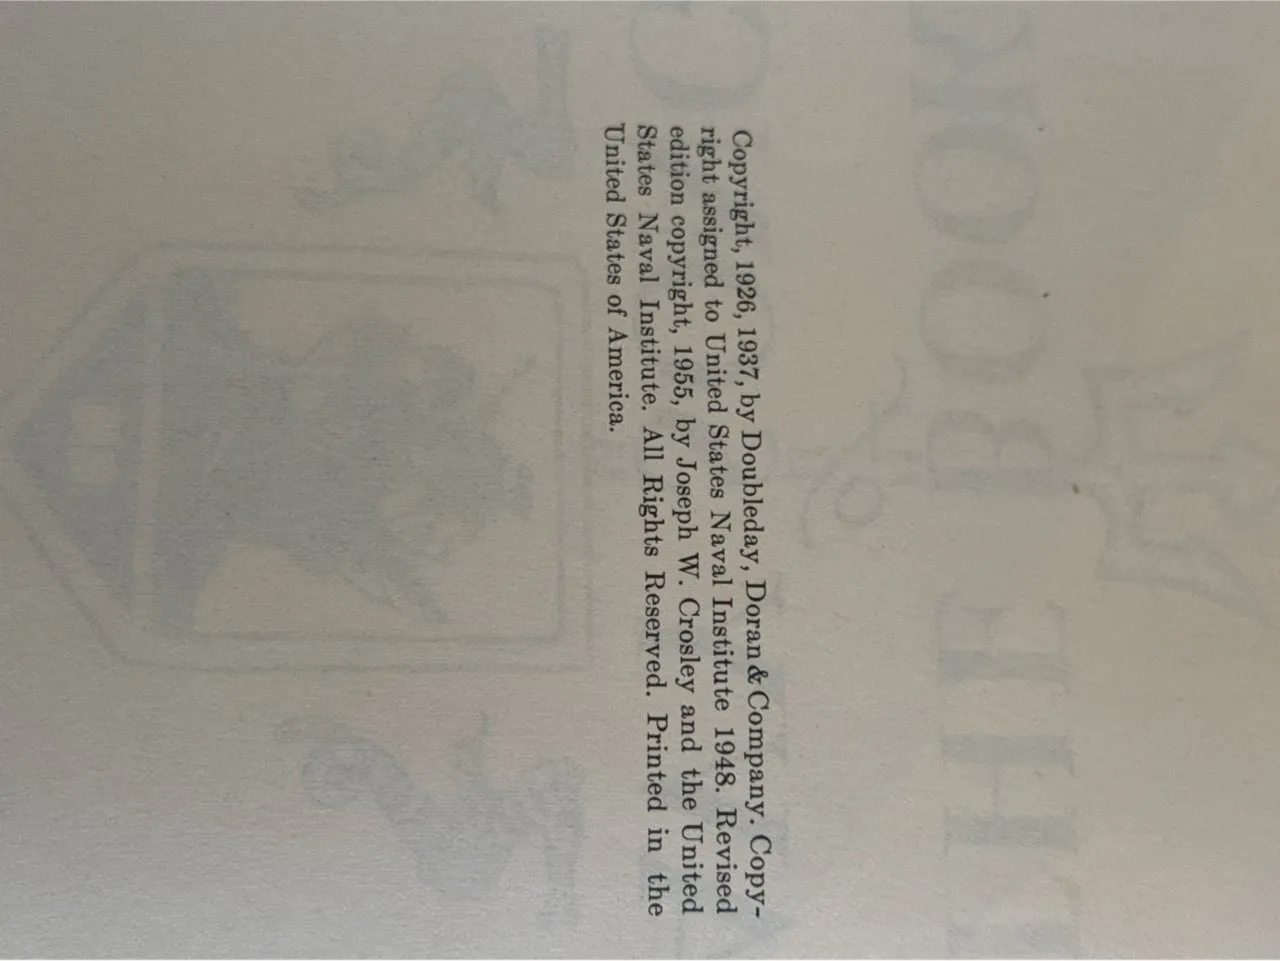 Copyright, 1926, 1937, by Doubleday, Doran & Company. Copy-
right assigned to United States Naval Institute 1948. Revised
edition copyright, 1955, by Joseph W. Crosley and the United
States Naval Institute. All Rights Reserved. Printed in the
United States of America.